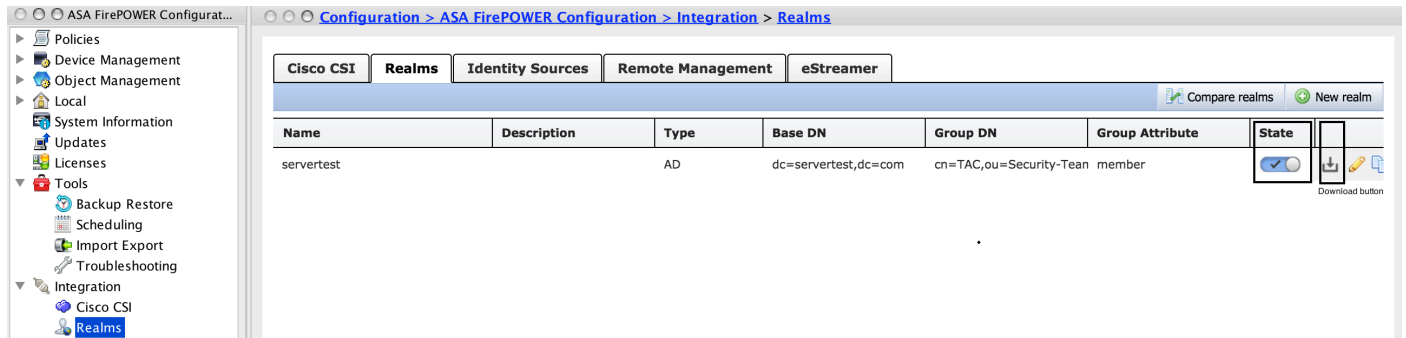 ASA FirePOWER Configurat...
Policies
Device Management
Object Management
Local
System Information
Updates
Licenses
Tools
Backup Restore
Scheduling
Import Export
Troubleshooting
Integration
Cisco CSI
Realms
Configuration > ASA FirePOWER Configuration > Integration > Realms
Cisco CSI Realms Identity Sources Remote Management eStreamer
Compare realms New realm
Name Description Type Base DN Group DN Group Attribute State
servertest AD dc=servertest,dc=com cn=TAC,ou=Security-Tean member
Download button